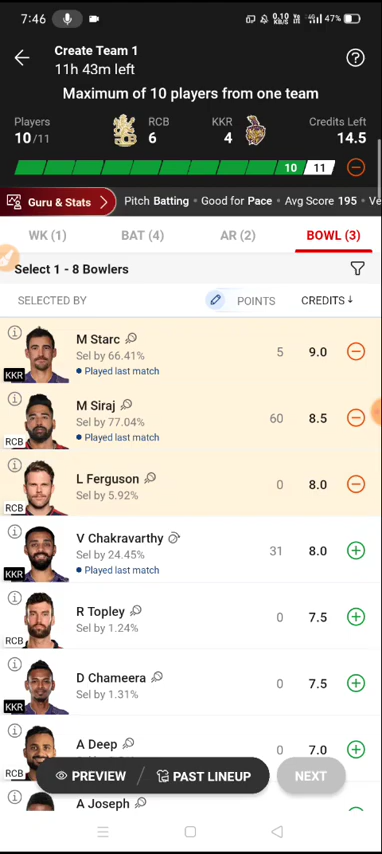 7:46
0.10 KB/S
47%
Create Team 1
11h 43m left
Maximum of 10 players from one team
Players
10/11
RCB
6
KKR
4
Credits Left
14.5
10
11
Guru & Stats
Pitch Batting • Good for Pace • Avg Score 195 • Ve
WK (1)
BAT (4)
AR (2)
BOWL (3)
Select 1 - 8 Bowlers
SELECTED BY
POINTS
CREDITS↓
M Starc
Sel by 66.41%
• Played last match
KKR
5
9.0
M Siraj
Sel by 77.04%
• Played last match
RCB
60
8.5
L Ferguson
Sel by 5.92%
RCB
0
8.0
V Chakravarthy
Sel by 24.45%
• Played last match
KKR
31
8.0
R Topley
Sel by 1.24%
RCB
0
7.5
D Chameera
Sel by 1.31%
KKR
0
7.5
A Deep
RCB
0
7.0
PREVIEW / PAST LINEUP
NEXT
A Joseph